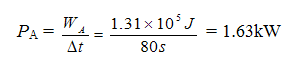 P_A = W_A / Δt = 1.31×10^5 J / 80s = 1.63kW